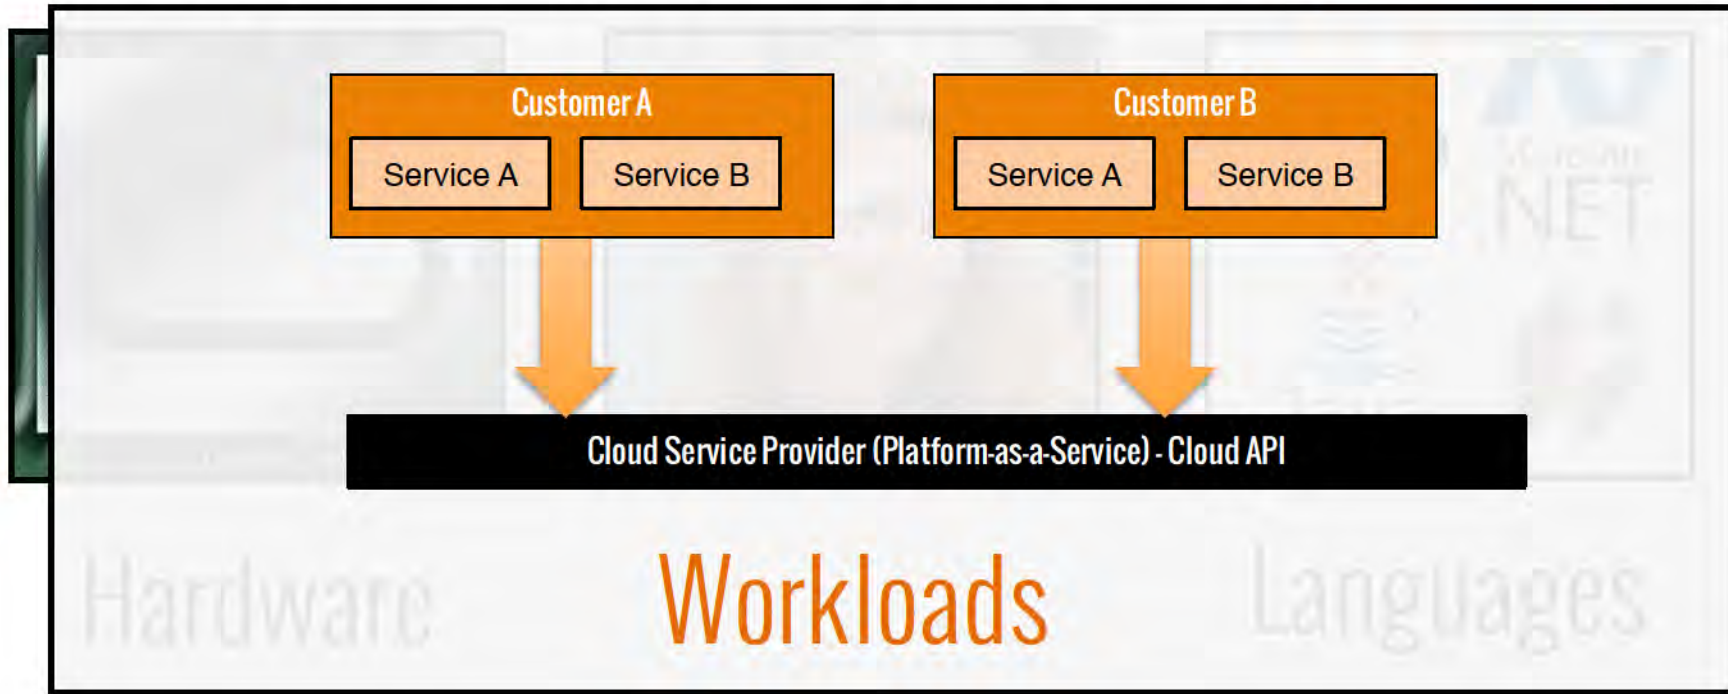 Customer A
Service A
Service B
Customer B
Service A
Service B
NET
Cloud Service Provider (Platform-as-a-Service) - Cloud API
Hardware
Workloads
Languages